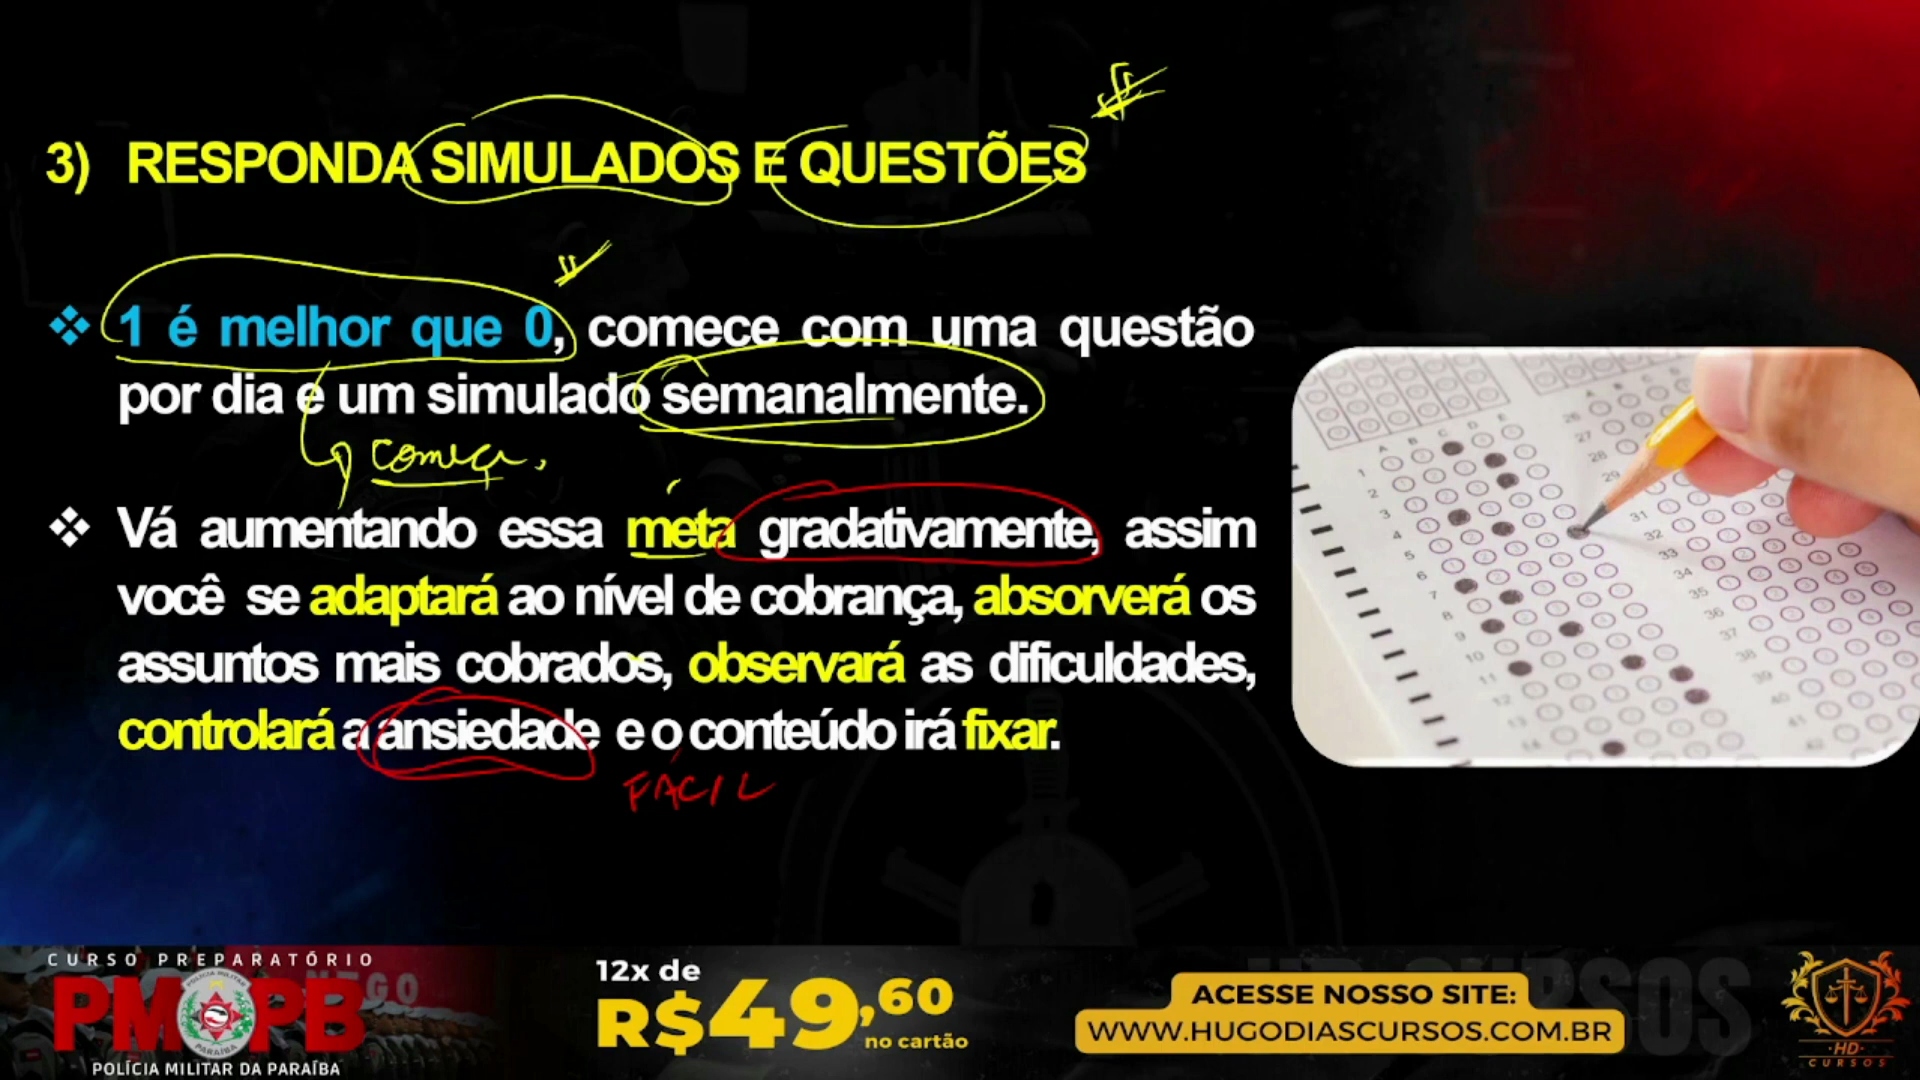 3) RESPONDA SIMULADOS E QUESTÕES
❖ 1 é melhor que 0, comece com uma questão
por dia e um simulado semanalmente.
começa,
❖ Vá aumentando essa meta gradativamente, assim
você se adaptará ao nível de cobrança, absorverá os
assuntos mais cobrados, observará as dificuldades,
controlará a ansiedade e o conteúdo irá fixar.
FÁCIL
CURSO PREPARATÓRIO
PMPB
POLÍCIA MILITAR DA PARAÍBA
12x de
R$49,60
no cartão
ACESSE NOSSO SITE:
WWW.HUGODIASCURSOS.COM.BR
HD
CURSOS